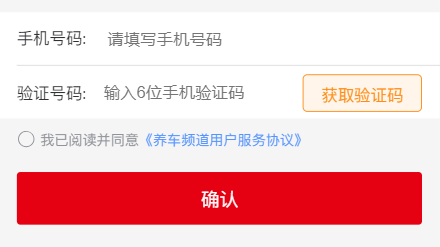 手机号码: 请填写手机号码
验证号码: 输入6位手机验证码 获取验证码
我已阅读并同意《养车频道用户服务协议》
确认